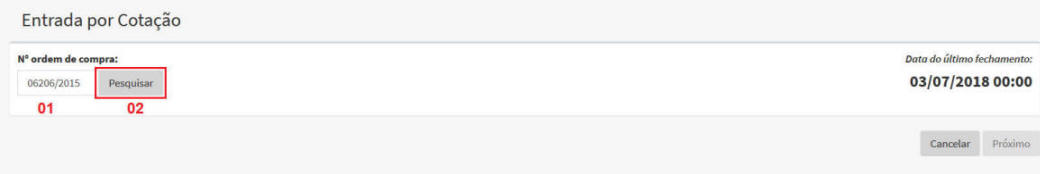 Entrada por Cotação
Nº ordem de compra:
06206/2015 Pesquisar
01 02
Data do último fechamento:
03/07/2018 00:00
Cancelar Próximo